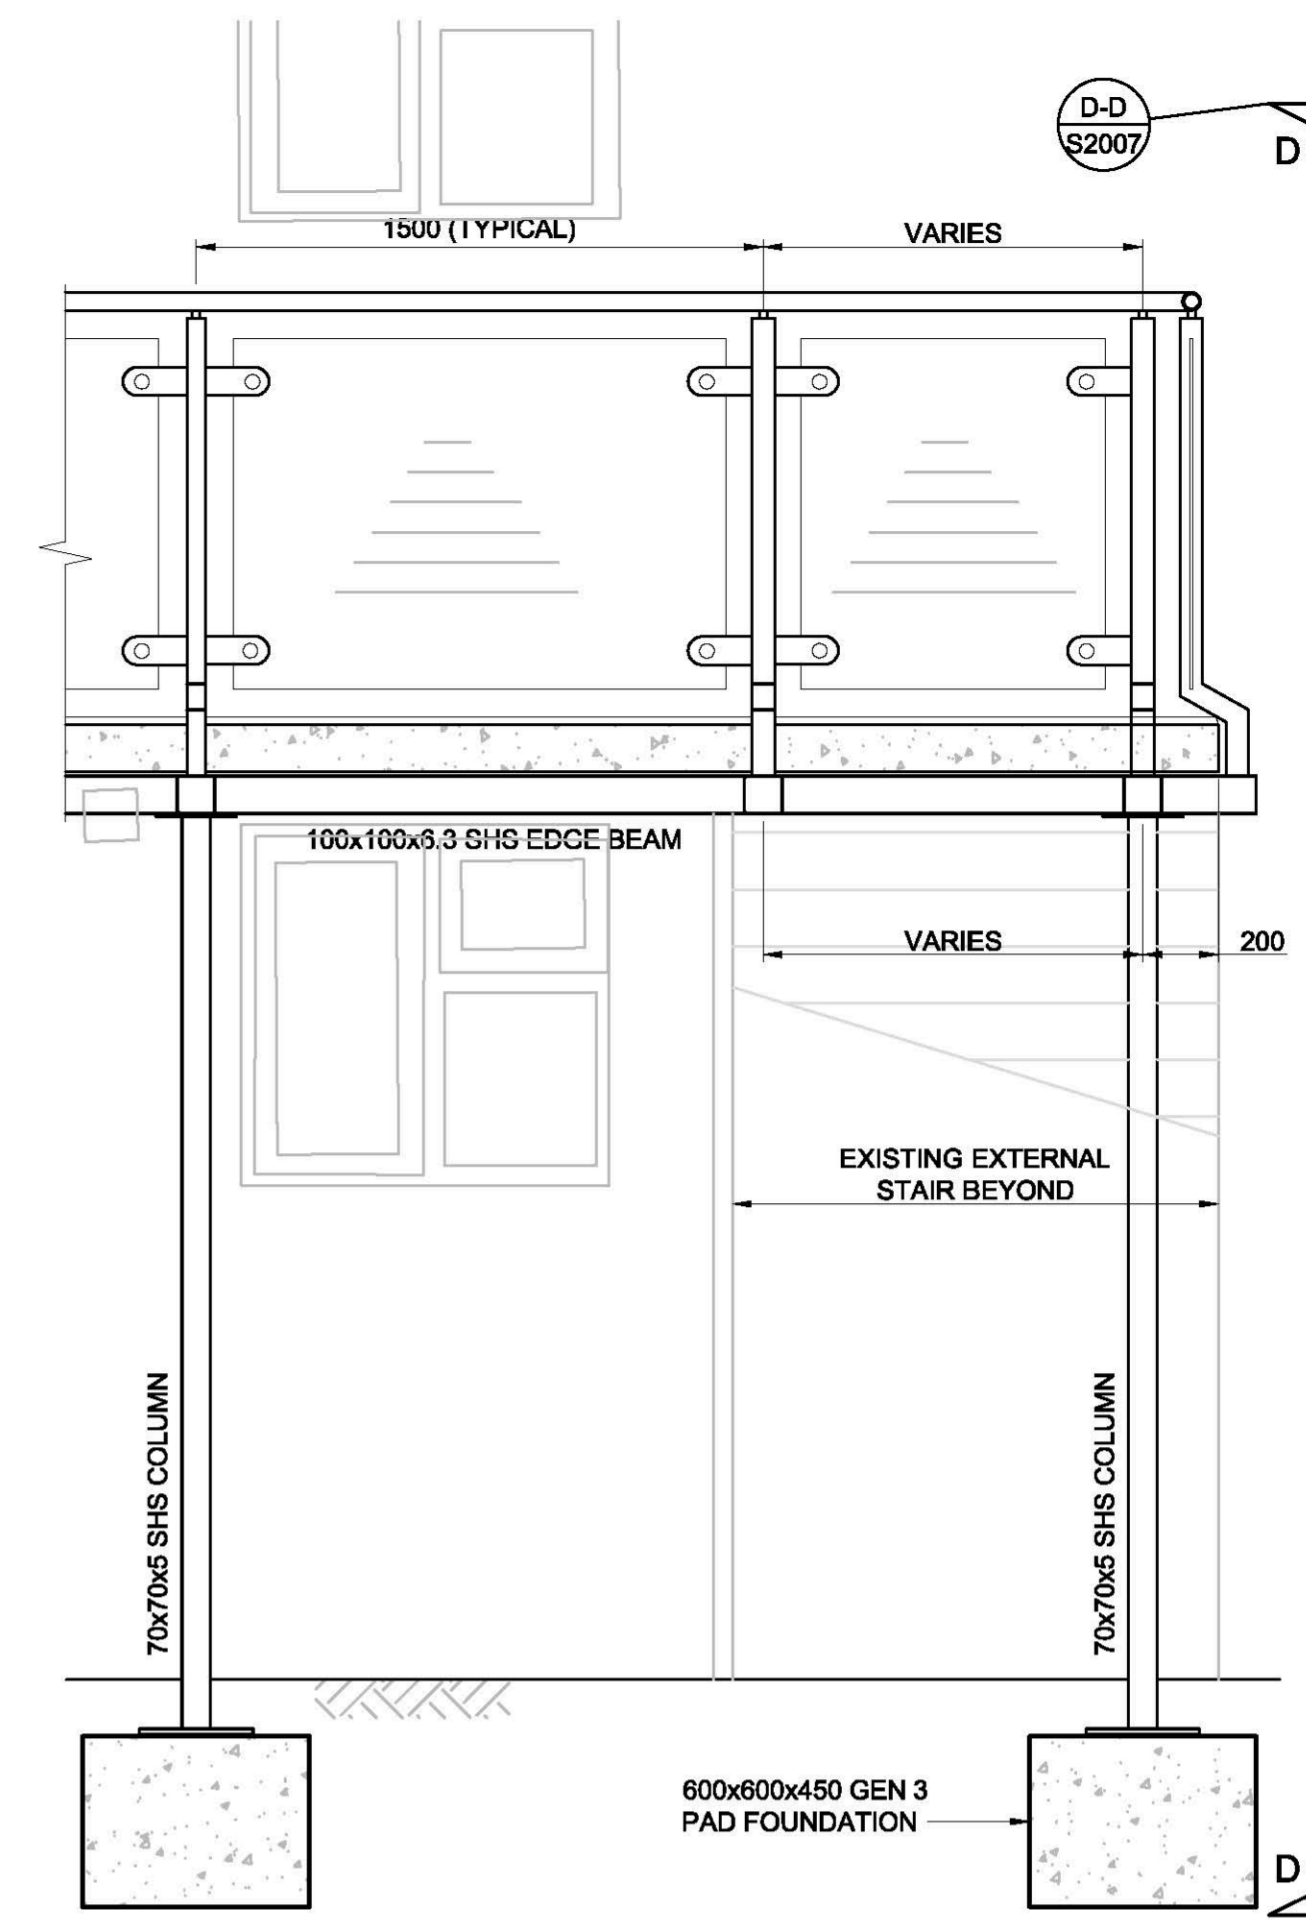 D-D
S2007
D
1500 (TYPICAL)
VARIES
100x100x6.3 SHS EDGE BEAM
VARIES
200
EXISTING EXTERNAL
STAIR BEYOND
70x70x5 SHS COLUMN
70x70x5 SHS COLUMN
600x600x450 GEN 3
PAD FOUNDATION
D